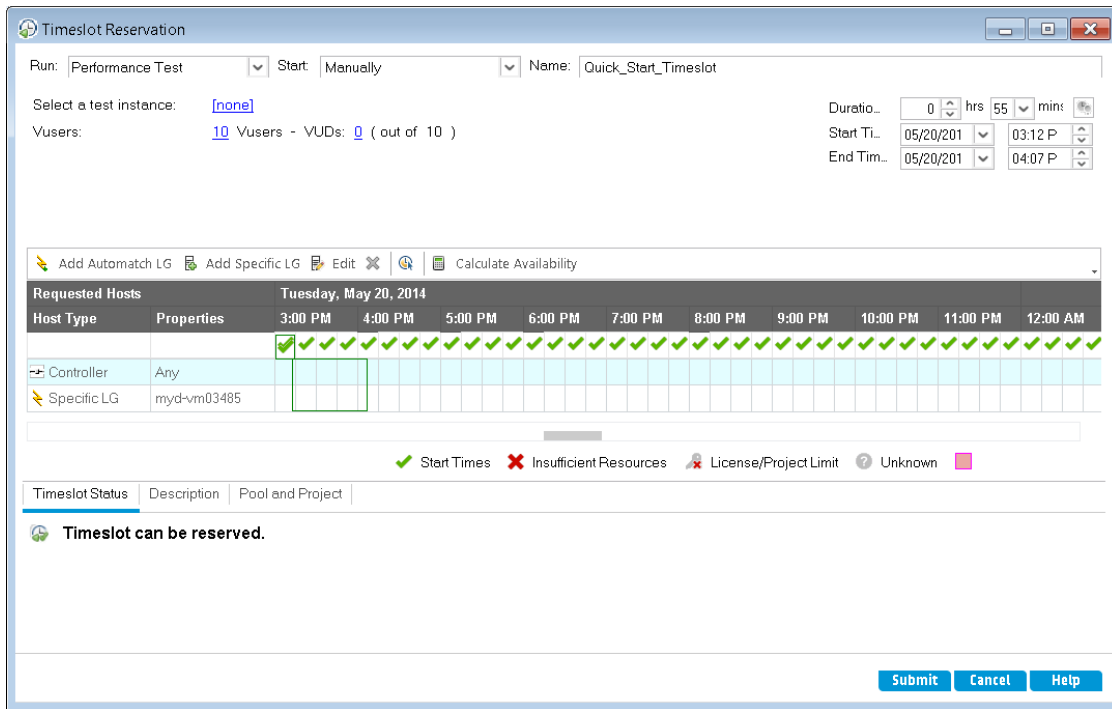 Timeslot Reservation
Run: Performance Test Start: Manually Name: Quick_Start_Timeslot
Select a test instance: [none]
Vusers: 10 Vusers - VUDs: 0 ( out of 10 )
Duratio... 0 hrs 55 mins
Start Ti... 05/20/201 03:12 P
End Tim... 05/20/201 04:07 P
Add Automatch LG Add Specific LG Edit Calculate Availability
Requested Hosts Tuesday, May 20, 2014
Host Type Properties 3:00 PM 4:00 PM 5:00 PM 6:00 PM 7:00 PM 8:00 PM 9:00 PM 10:00 PM 11:00 PM 12:00 AM
Controller Any
Specific LG myd-vm03485
Start Times Insufficient Resources License/Project Limit Unknown
Timeslot Status Description Pool and Project
Timeslot can be reserved.
Submit Cancel Help